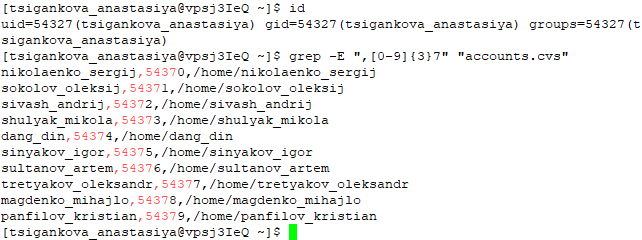 [tsigankova_anastasiya@vpsj3IeQ ~]$ id
uid=54327(tsigankova_anastasiya) gid=54327(tsigankova_anastasiya) groups=54327(t
sigankova_anastasiya)
[tsigankova_anastasiya@vpsj3IeQ ~]$ grep -E ",[0-9]{3}7" "accounts.cvs"
nikolaenko_sergij,54370,/home/nikolaenko_sergij
sokolov_oleksij,54371,/home/sokolov_oleksij
sivash_andrij,54372,/home/sivash_andrij
shulyak_mikola,54373,/home/shulyak_mikola
dang_din,54374,/home/dang_din
sinyakov_igor,54375,/home/sinyakov_igor
sultanov_artem,54376,/home/sultanov_artem
tretyakov_oleksandr,54377,/home/tretyakov_oleksandr
magdenko_mihajlo,54378,/home/magdenko_mihajlo
panfilov_kristian,54379,/home/panfilov_kristian
[tsigankova_anastasiya@vpsj3IeQ ~]$